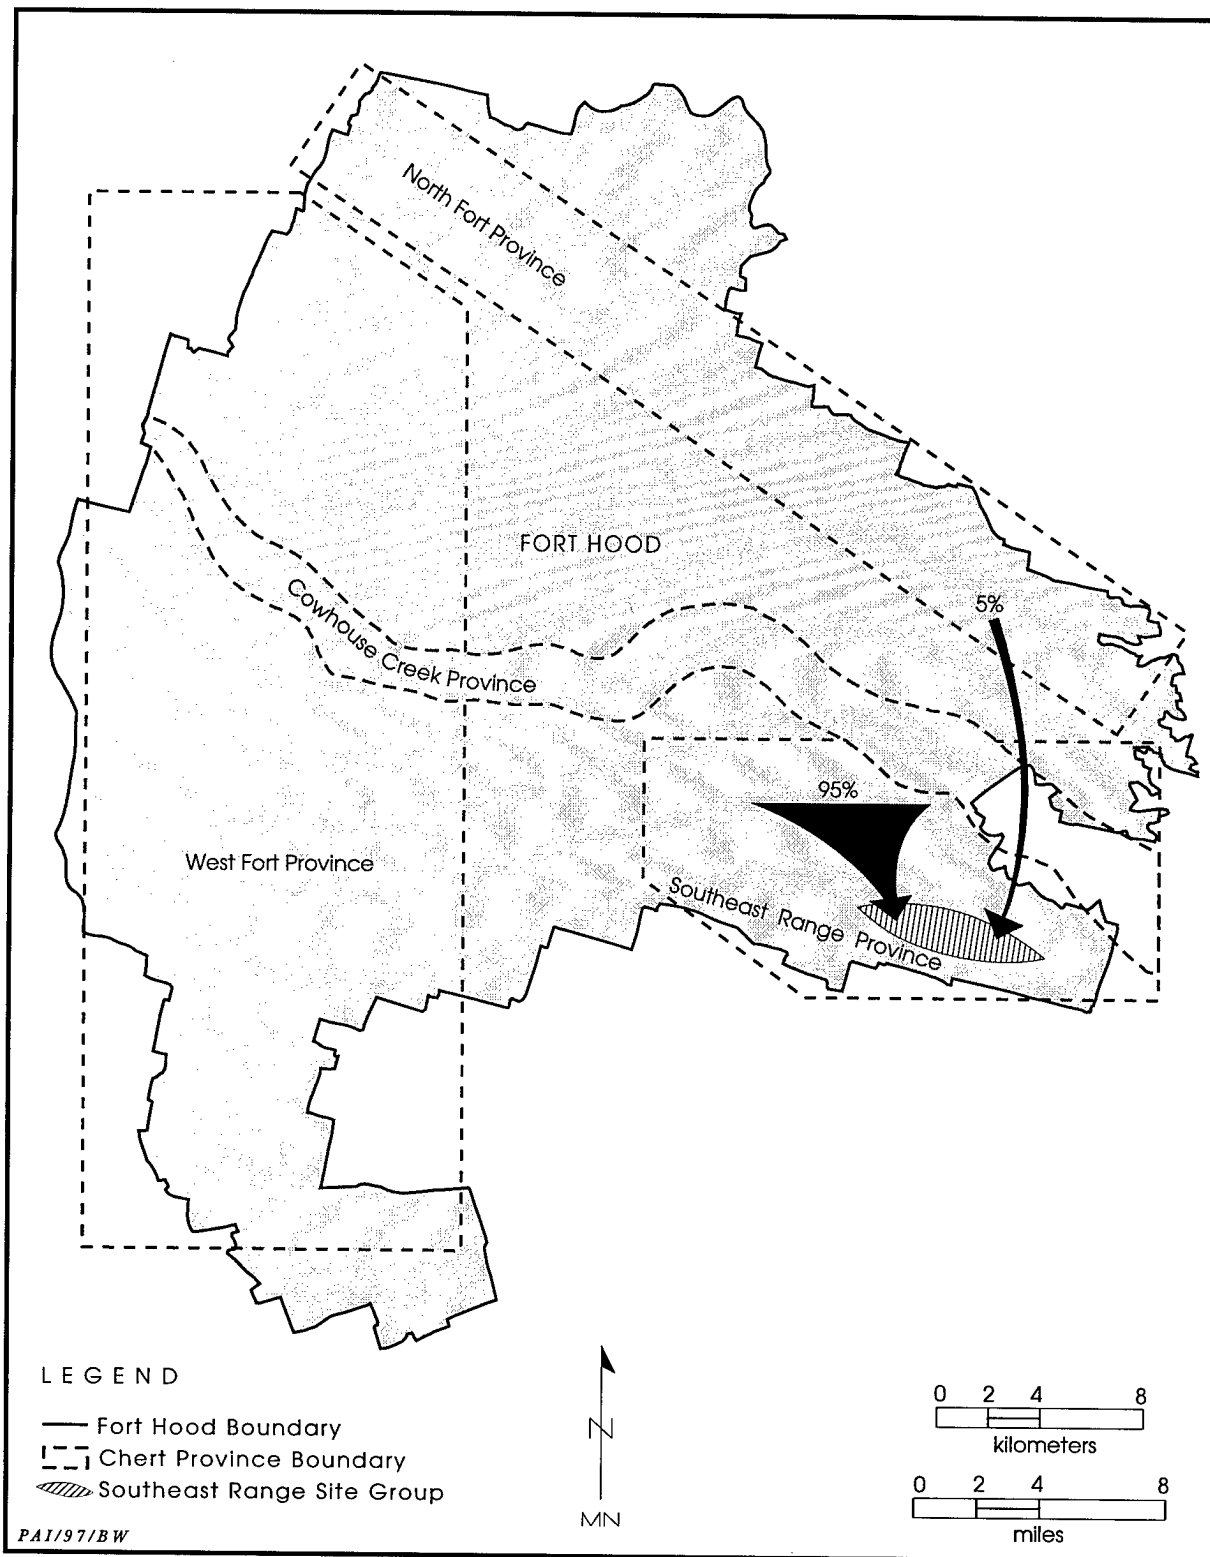 North Fort Province
FORT HOOD
5%
Cowhouse Creek Province
95%
West Fort Province
Southeast Range Province
LEGEND
Fort Hood Boundary
Chert Province Boundary
Southeast Range Site Group
PAI/97/BW
N
MN
0 2 4 8
kilometers
0 2 4 8
miles